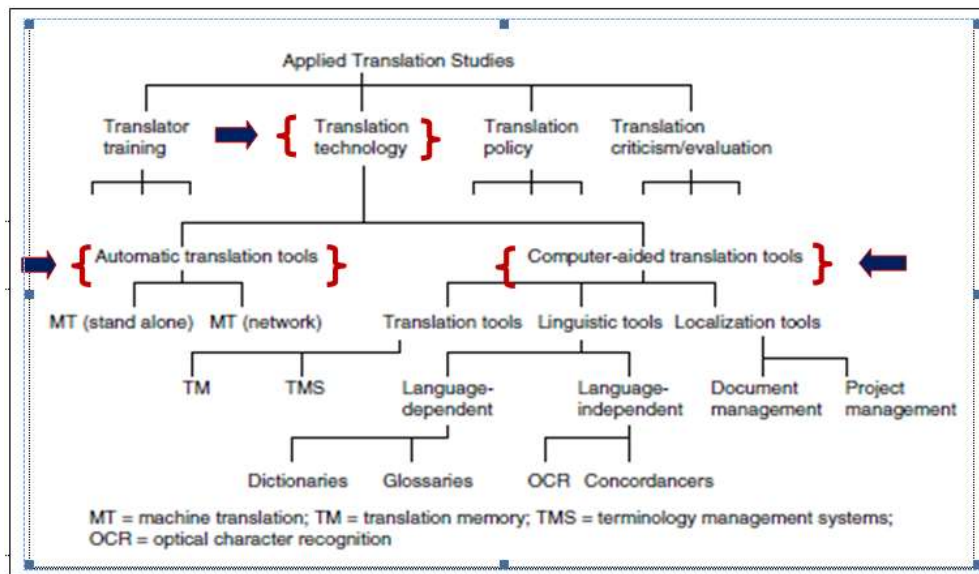 Applied Translation Studies
Translator
training
Translation
technology
Translation
policy
Translation
criticism/evaluation
Automatic translation tools
Computer-aided translation tools
MT (stand alone)
MT (network)
Translation tools
Linguistic tools
Localization tools
TM
TMS
Language-
dependent
Language-
independent
Document
management
Project
management
Dictionaries
Glossaries
OCR
Concordancers
MT = machine translation; TM = translation memory; TMS = terminology management systems;
OCR = optical character recognition